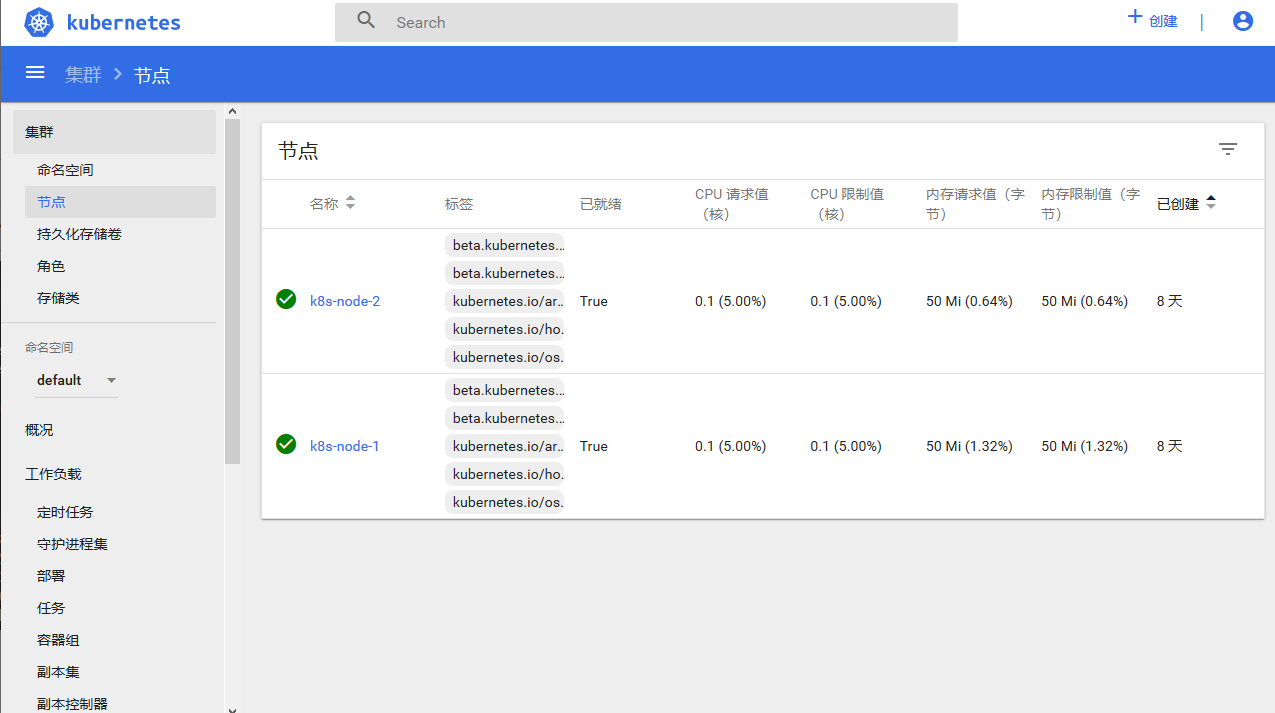 kubernetes
Search
+ 创建 |
集群 > 节点
集群
命名空间
节点
持久化存储卷
角色
存储类
命名空间
default
概况
工作负载
定时任务
守护进程集
部署
任务
容器组
副本集
副本控制器
节点
名称 标签 已就绪 CPU 请求值 CPU 限制值 内存请求值（字 内存限制值（字 已创建
（核） （核） 节） 节）
beta.kubernetes...
beta.kubernetes...
k8s-node-2 kubernetes.io/ar.. True 0.1 (5.00%) 0.1 (5.00%) 50 Mi (0.64%) 50 Mi (0.64%) 8 天
kubernetes.io/ho.
kubernetes.io/os.
beta.kubernetes...
beta.kubernetes...
k8s-node-1 kubernetes.io/ar.. True 0.1 (5.00%) 0.1 (5.00%) 50 Mi (1.32%) 50 Mi (1.32%) 8 天
kubernetes.io/ho.
kubernetes.io/os.